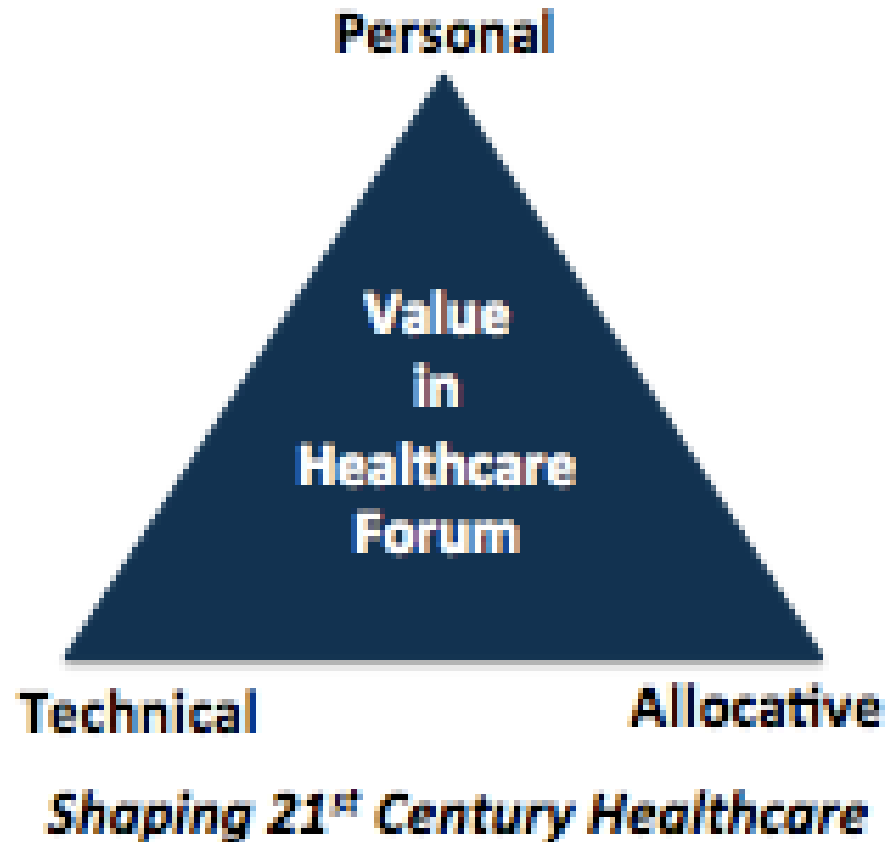 Personal
Value
in
Healthcare
Forum
Technical Allocative
Shaping 21st Century Healthcare